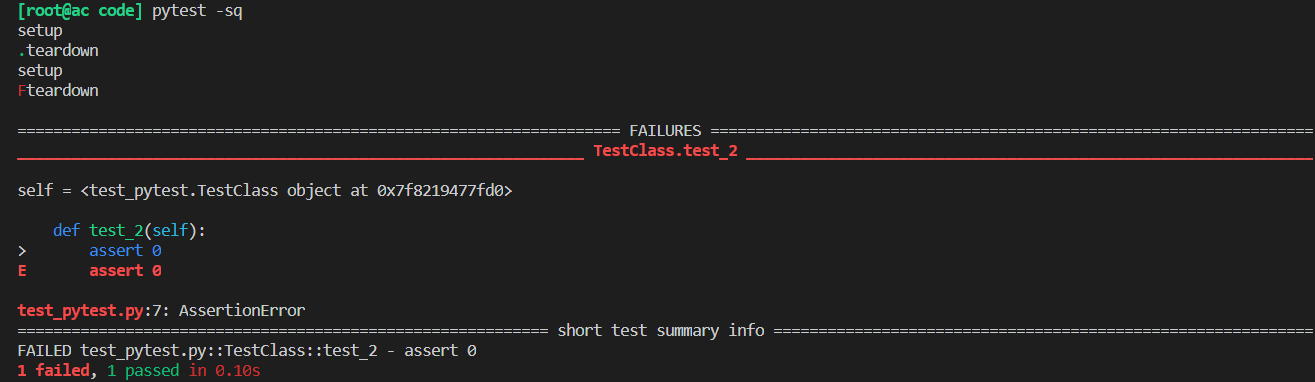 [root@ac code] pytest -sq
setup
.teardown
setup
Fteardown
=================================================================== FAILURES ===================================================================
_______________________________________________________________ TestClass.test_2 _______________________________________________________________
self = <test_pytest.TestClass object at 0x7f8219477fd0>
    def test_2(self):
>       assert 0
E       assert 0
test_pytest.py:7: AssertionError
=========================================================== short test summary info ============================================================
FAILED test_pytest.py::TestClass::test_2 - assert 0
1 failed, 1 passed in 0.10s